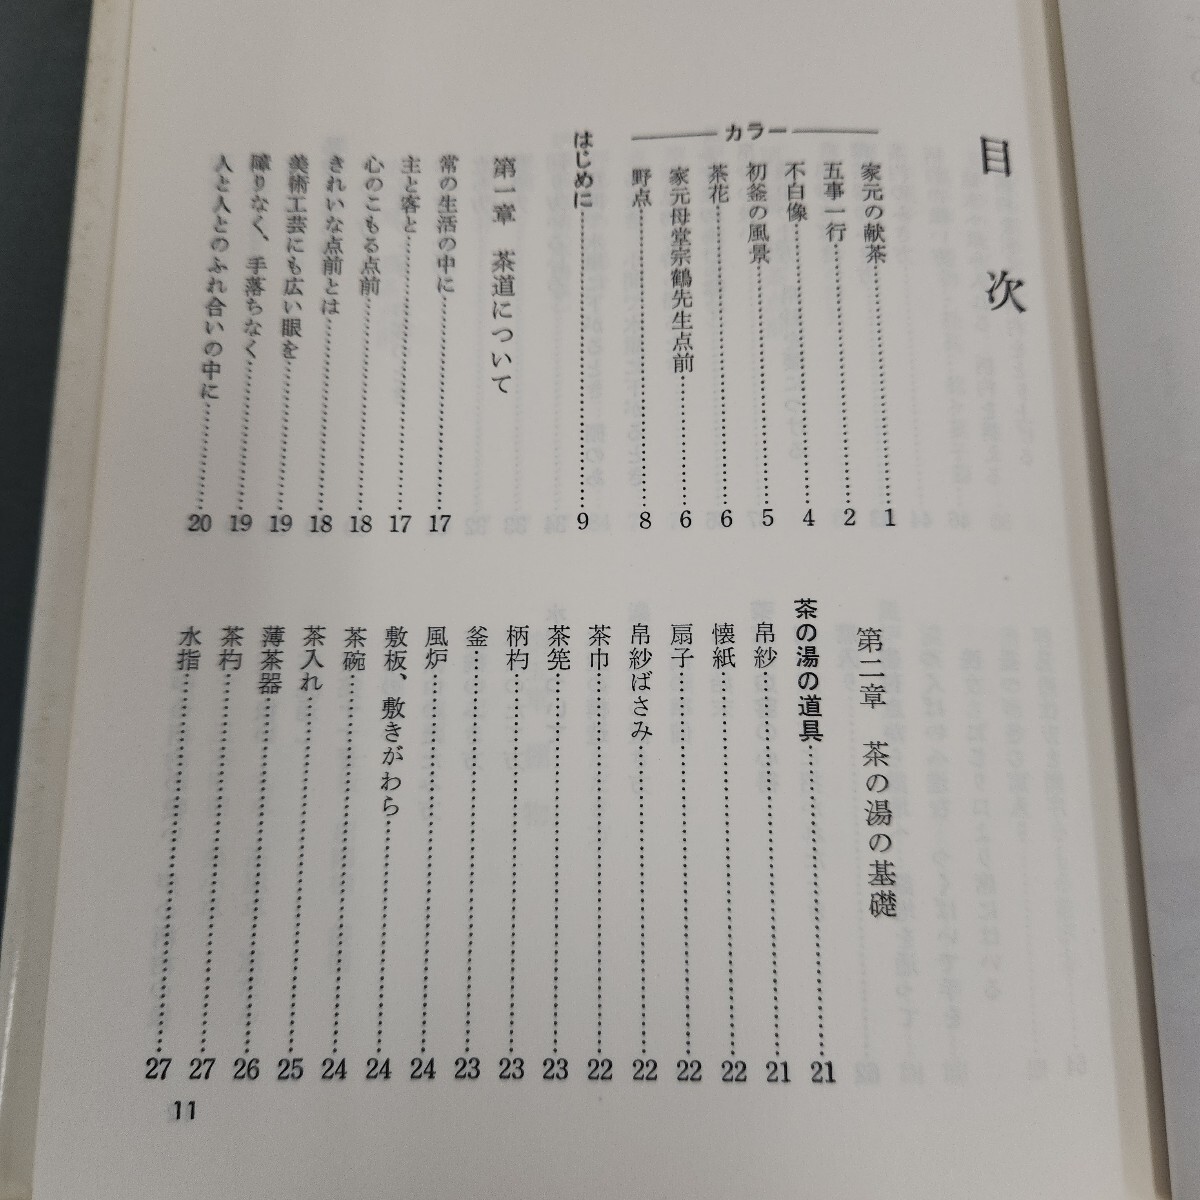 目次
カラー
家元の献茶 1
五事一行 2
不白像 4
初釜の風景 5
茶花 6
家元母堂宗鶴先生点前 6
野点 8
はじめに 9
第一章 茶道について
常の生活の中に 17
主と客と 17
心のこもる点前 18
きれいな点前とは 18
美術工芸にも広い眼を 19
障りなく、手落ちなく 19
人と人とのふれ合いの中に 20
第二章 茶の湯の基礎
茶の湯の道具 21
帛紗 21
懐紙 22
扇子 22
帛紗ばさみ 22
茶巾 22
茶筅 23
柄杓 23
釜 23
風炉 24
敷板、敷きがわら 24
茶碗 24
茶入れ 25
薄茶器 26
茶杓 27
水指 27
11